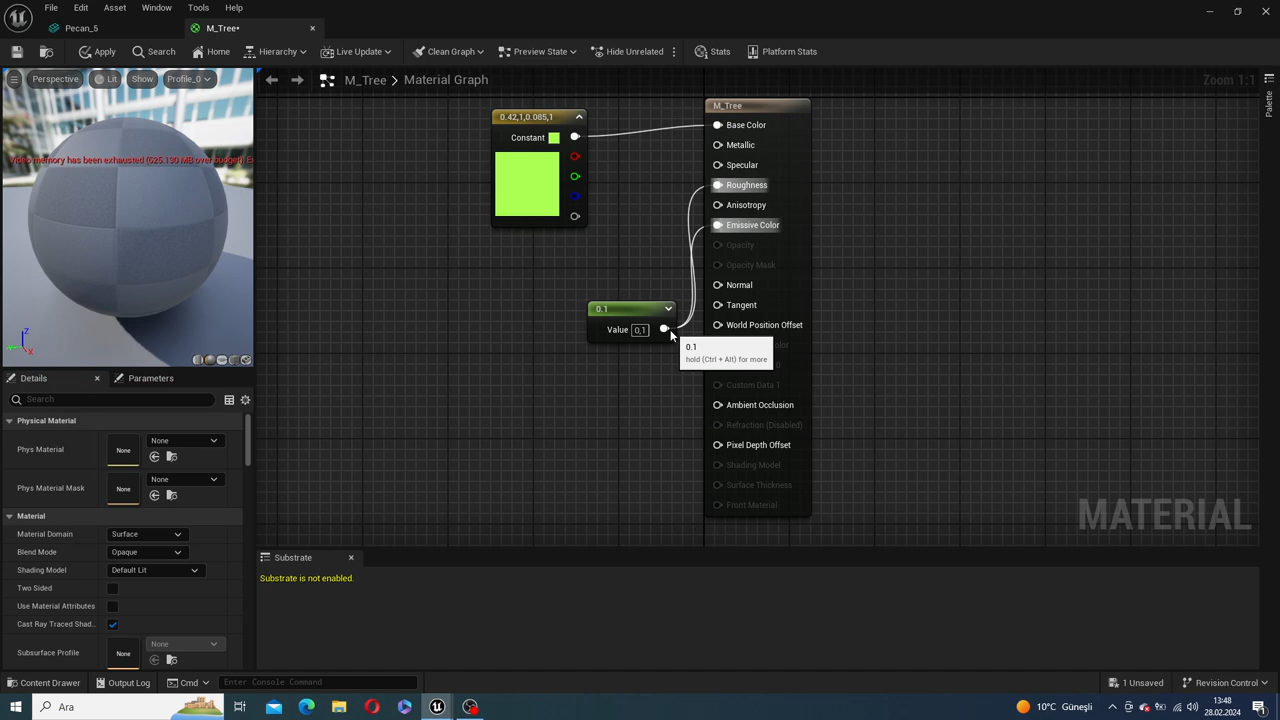 File Edit Asset Window Tools Help
Pecan_5
M_Tree*
Apply Search Home Hierarchy Live Update Clean Graph Preview State Hide Unrelated Stats Platform Stats
Perspective Lit Show Profile_0
M_Tree > Material Graph
Zoom 1:1
Palette
Video memory has been exhausted (625.130 MB over budget)
0.42,1,0.085,1
Constant
M_Tree
Base Color
Metallic
Specular
Roughness
Anisotropy
Emissive Color
Opacity
Opacity Mask
Normal
Tangent
World Position Offset
Custom Data 1
Ambient Occlusion
Refraction (Disabled)
Pixel Depth Offset
Shading Model
Surface Thickness
Front Material
0.1
Value 0,1
0.1
hold (Ctrl + Alt) for more
MATERIAL
Z
X
Details
Parameters
Search
Physical Material
Phys Material None None
Phys Material Mask None None
Material
Material Domain Surface
Blend Mode Opaque
Shading Model Default Lit
Two Sided
Use Material Attributes
Cast Ray Traced Shad...
Subsurface Profile None None
Substrate
Substrate is not enabled.
Content Drawer Output Log Cmd Enter Console Command
1 Unsaved Revision Control
Ara
10°C Güneşli
13:48
28.02.2024